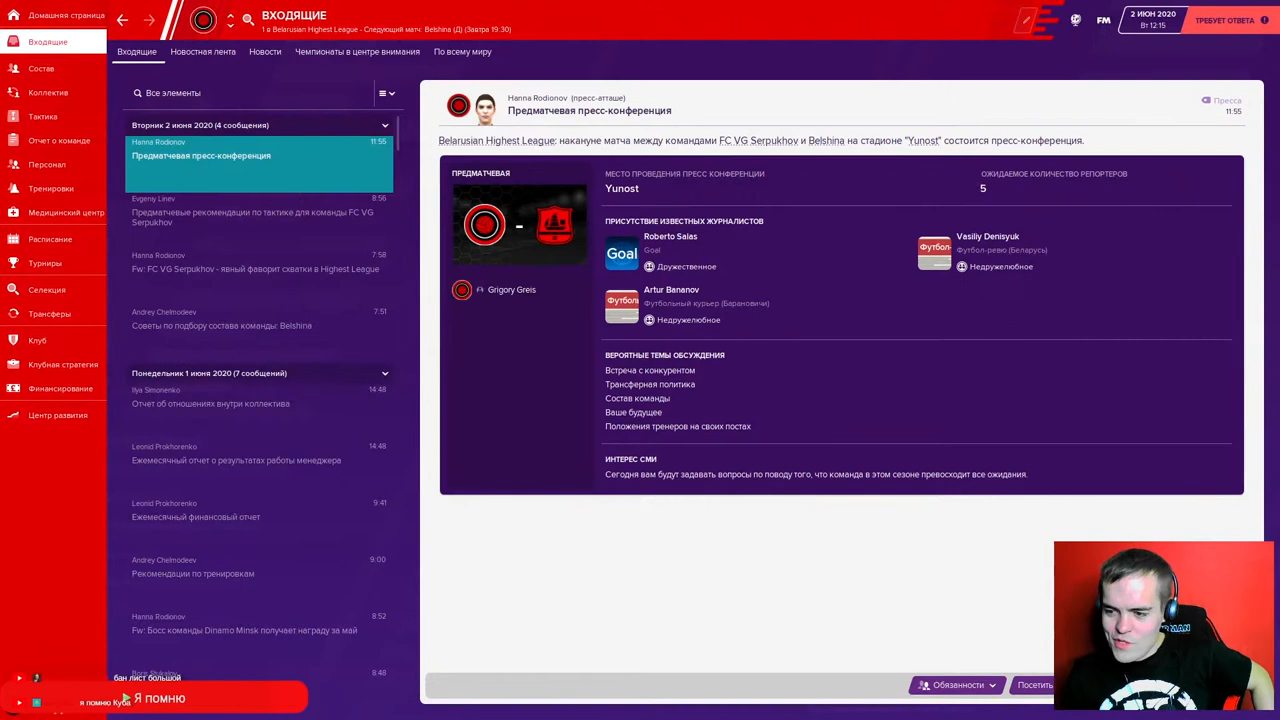 Домашняя страница
Входящие
Состав
Коллектив
Тактика
Отчет о команде
Персонал
Тренировки
Медицинский центр
Расписание
Турниры
Селекция
Трансферы
Клуб
Клубная стратегия
Финансирование
Центр развития
ВХОДЯЩИЕ
1 в Belarusian Highest League - Следующий матч: Belshina (Д) (Завтра 19:30)
FM
2 ИЮН 2020
Вт 12:15
ТРЕБУЕТ ОТВЕТА
Входящие Новостная лента Новости Чемпионаты в центре внимания По всему миру
Все элементы
Вторник 2 июня 2020 (4 сообщения)
Hanna Rodionov 11:55
Предматчевая пресс-конференция
Evgeniy Linev 8:56
Предматчевые рекомендации по тактике для команды FC VG
Serpukhov
Hanna Rodionov 7:58
Fw: FC VG Serpukhov - явный фаворит схватки в Highest League
Andrey Chelmodeev 7:51
Советы по подбору состава команды: Belshina
Понедельник 1 июня 2020 (7 сообщений)
Ilya Simonenko 14:48
Отчет об отношениях внутри коллектива
Leonid Prokhorenko 14:48
Ежемесячный отчет о результатах работы менеджера
Leonid Prokhorenko 9:41
Ежемесячный финансовый отчет
Andrey Chelmodeev 9:00
Рекомендации по тренировкам
Hanna Rodionov 8:52
Fw: Босс команды Dinamo Minsk получает награду за май
8:48
бан лист большой
Я помню
я помню Куба
Hanna Rodionov (пресс-атташе)
Предматчевая пресс-конференция
Пресса
11:55
Belarusian Highest League: накануне матча между командами FC VG Serpukhov и Belshina на стадионе "Yunost" состоится пресс-конференция.
ПРЕДМАТЧЕВАЯ
-
Grigory Greis
МЕСТО ПРОВЕДЕНИЯ ПРЕСС КОНФЕРЕНЦИИ
Yunost
ОЖИДАЕМОЕ КОЛИЧЕСТВО РЕПОРТЕРОВ
5
ПРИСУТСТВИЕ ИЗВЕСТНЫХ ЖУРНАЛИСТОВ
Goal
Roberto Salas
Goal
Дружественное
Футбол-
Vasiliy Denisyuk
Футбол-ревю (Беларусь)
Недружелюбное
Artur Bananov
Футбольный курьер (Барановичи)
Недружелюбное
ВЕРОЯТНЫЕ ТЕМЫ ОБСУЖДЕНИЯ
Встреча с конкурентом
Трансферная политика
Состав команды
Ваше будущее
Положения тренеров на своих постах
ИНТЕРЕС СМИ
Сегодня вам будут задавать вопросы по поводу того, что команда в этом сезоне превосходит все ожидания.
Обязанности
Посетить